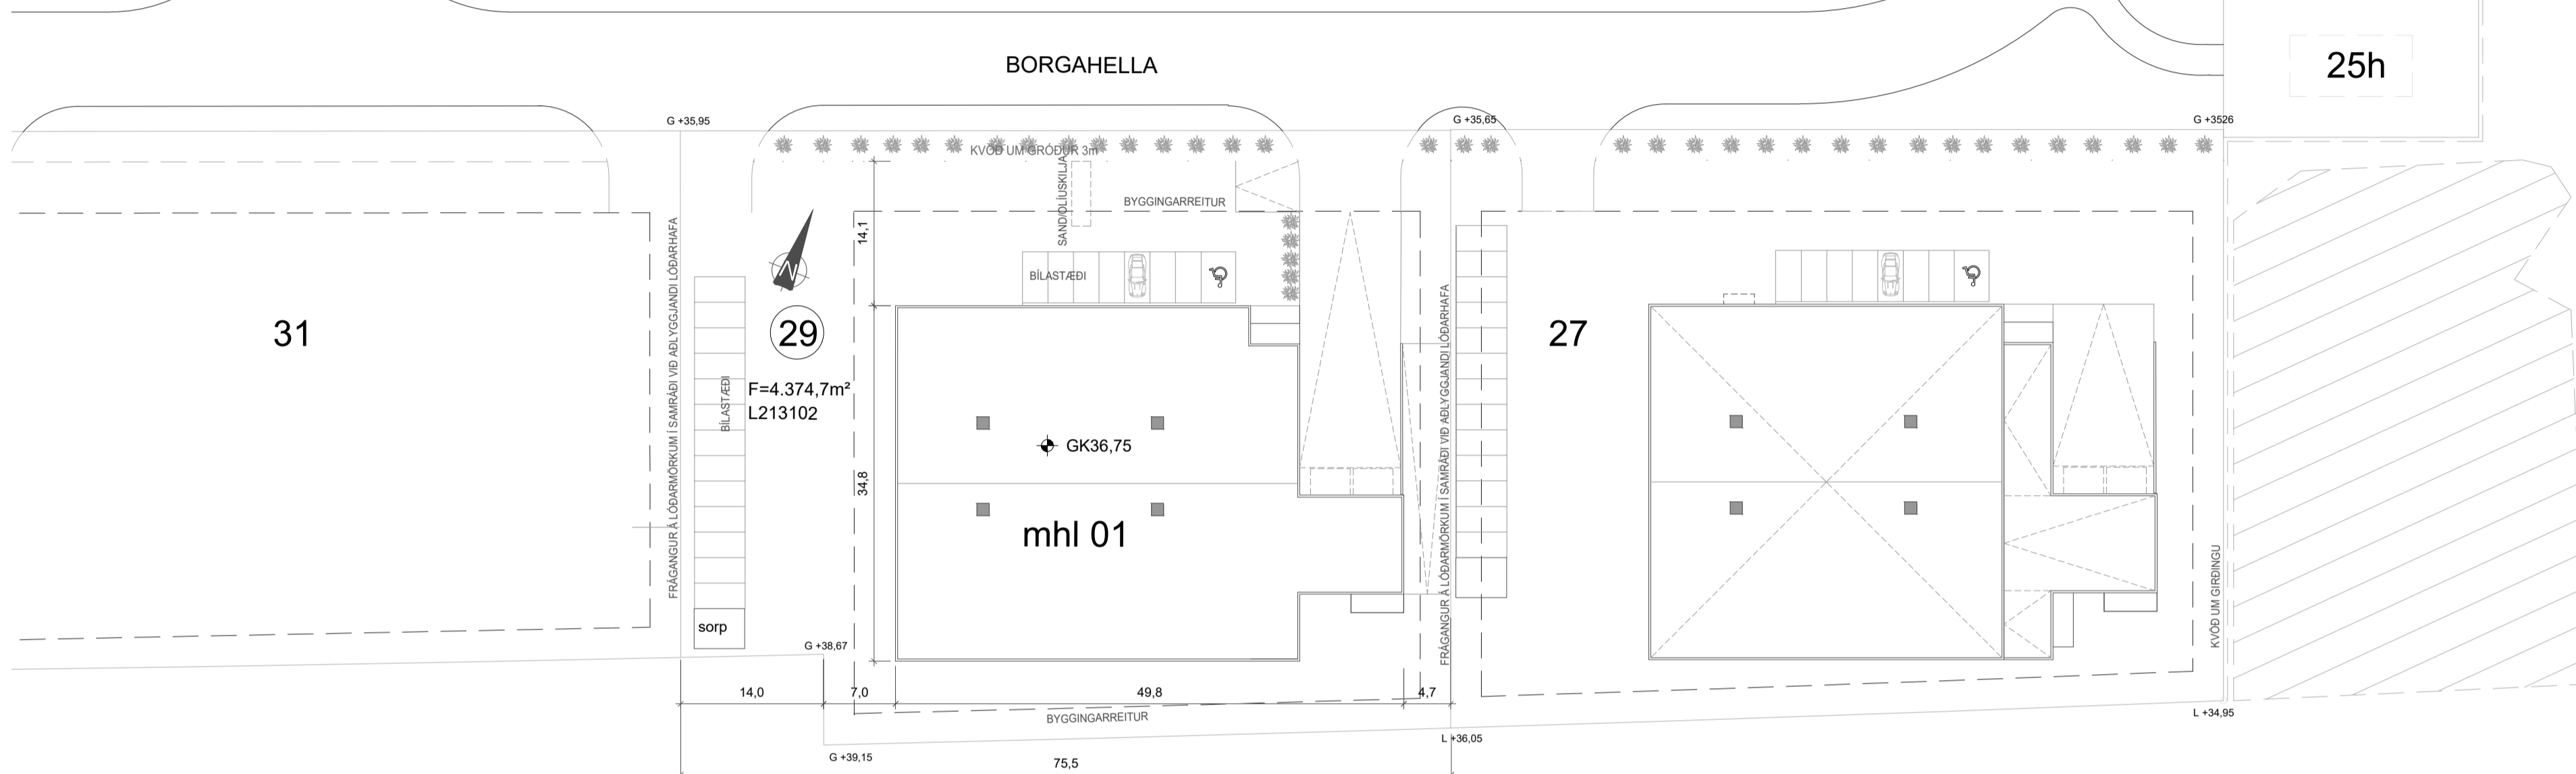 BORGAHELLA
25h
G +35,95
G +35,65
G +3526
KVÖÐ UM GRÓÐUR 3m
SAND/OLÍUSKILJA
BYGGINGARREITUR
14,1
BÍLASTÆÐI
N
31
29
27
FRÁGANGUR Á LÓÐARMÖRKUM Í SAMRÁÐI VIÐ AÐLYGGJANDI LÓÐARHAFA
BÍLASTÆÐI
F=4.374,7m²
L213102
GK36,75
34,8
mhl 01
FRÁGANGUR Á LÓÐARMÖRKUM Í SAMRÁÐI VIÐ AÐLYGGJANDI LÓÐARHAFA
KVÖÐ UM GIRÐINGU
sorp
G +38,67
14,0
7,0
49,8
4,7
BYGGINGARREITUR
L +34,95
L +36,05
G +39,15
75,5